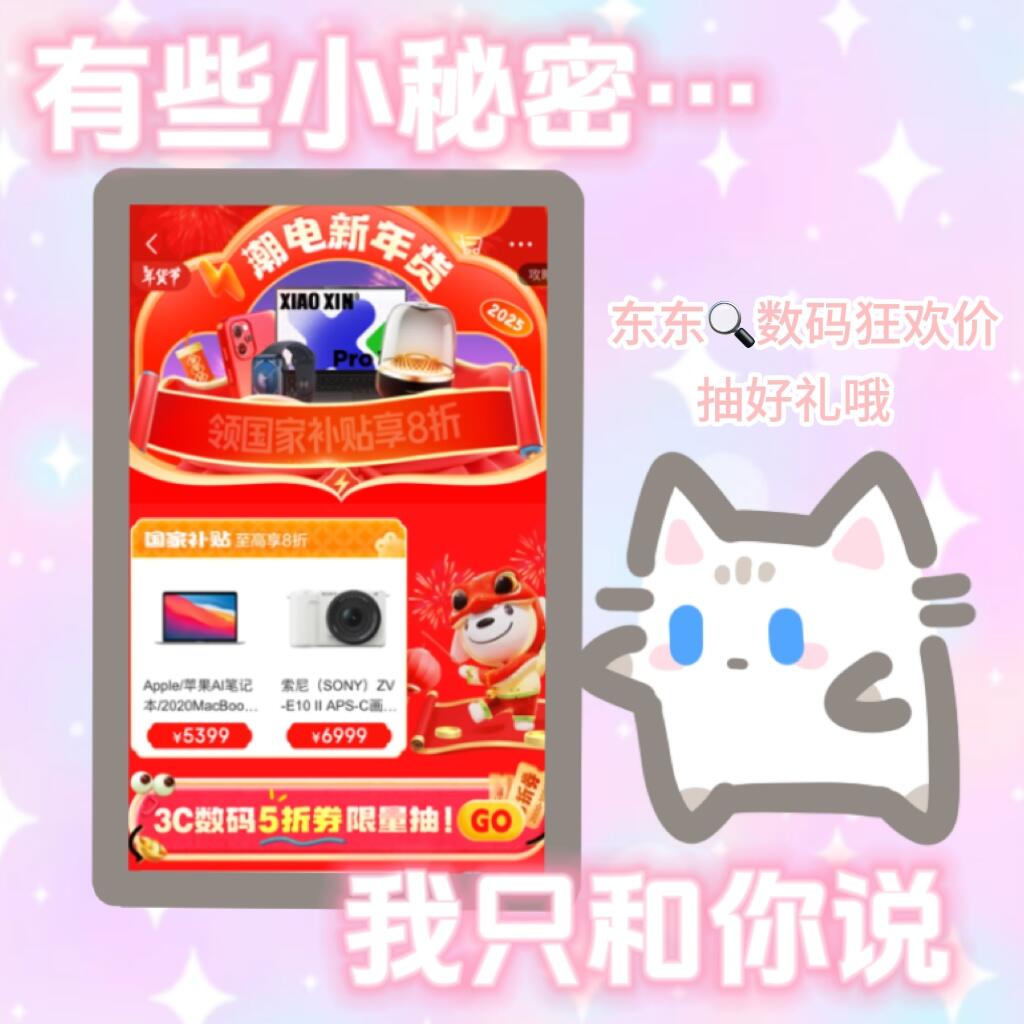 有些小秘密…
潮电新年货
年货节
攻略
XIAO XIN
2025
Pro
领国家补贴享8折
东东🔍数码狂欢价
抽好礼哦
国家补贴 至高享8折
Apple/苹果AI笔记
本/2020MacBoo...
索尼（SONY）ZV
-E10 II APS-C画...
¥5399
¥6999
3C数码5折券限量抽！
GO
折券
我只和你说